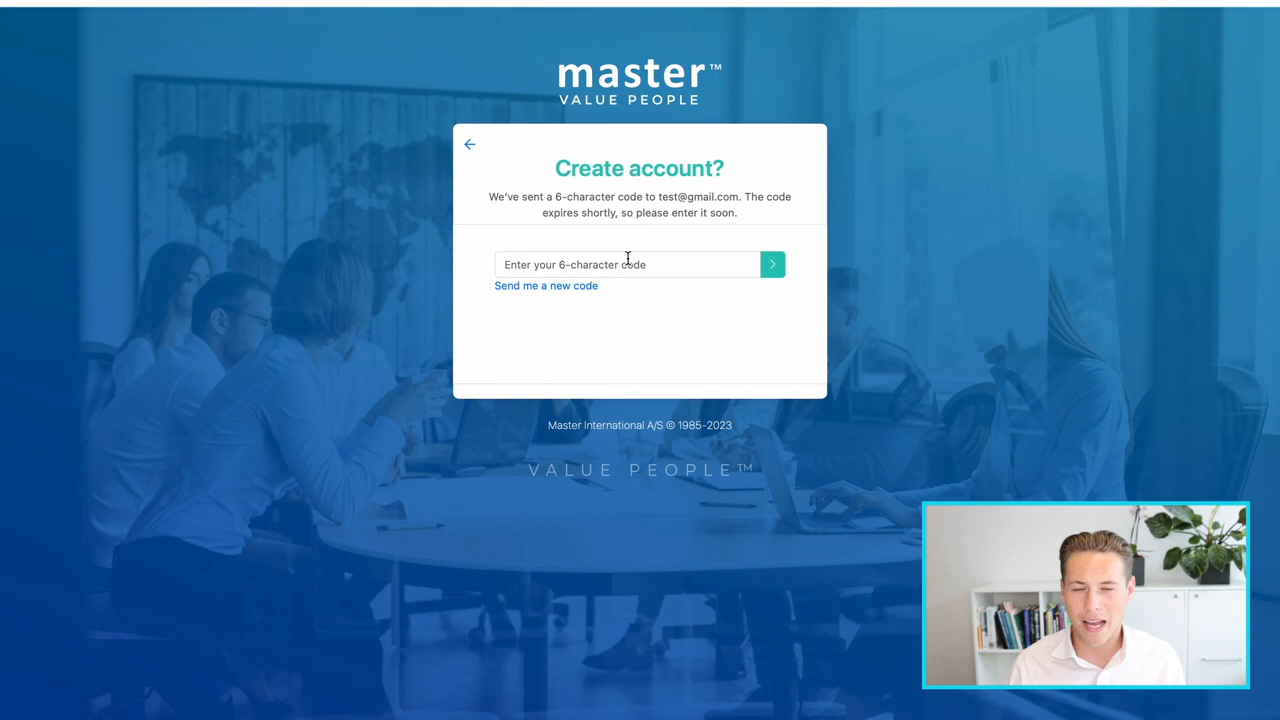 master™
VALUE PEOPLE
Create account?
We've sent a 6-character code to test@gmail.com. The code
expires shortly, so please enter it soon.
Enter your 6-character code
Send me a new code
Master International A/S © 1985-2023
VALUE PEOPLE™